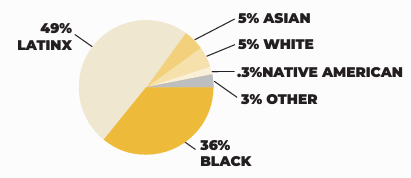 49%
LATINX
5% ASIAN
5% WHITE
.3%NATIVE AMERICAN
3% OTHER
36%
BLACK